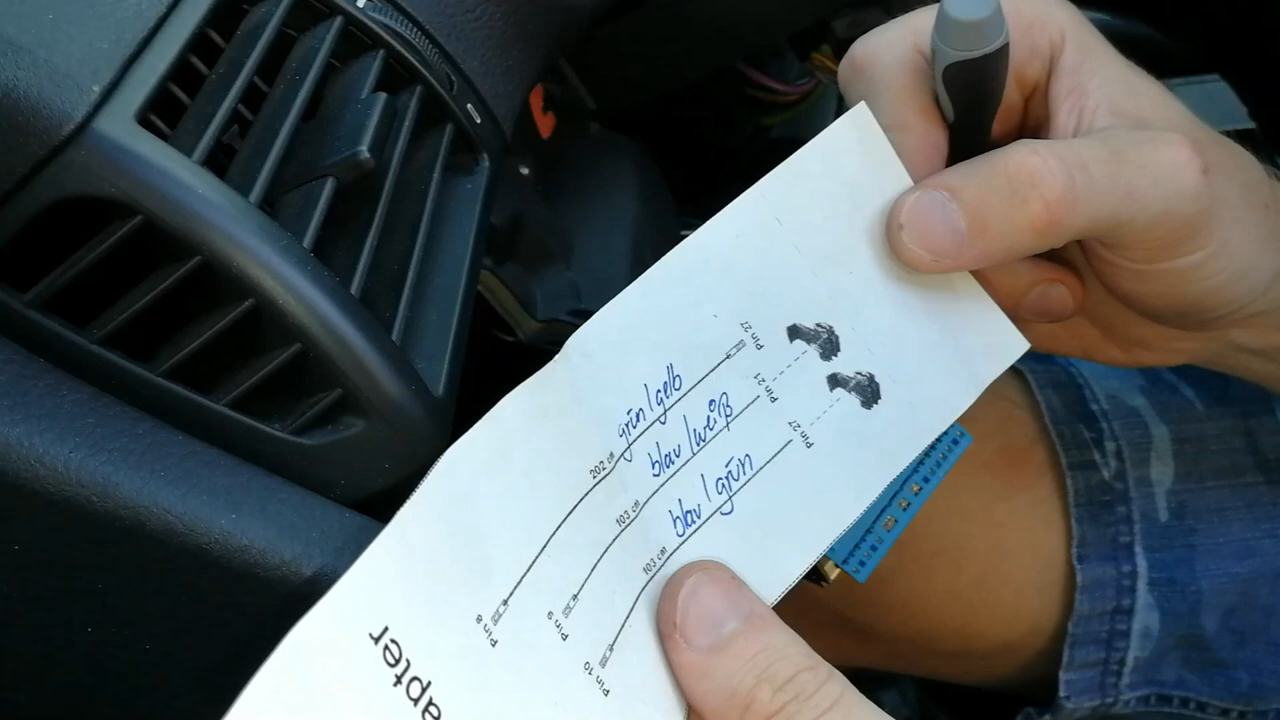 apter
Pin 8
202 cm
grün/gelb
Pin 27
Pin 9
103 cm
blau/weiß
Pin 21
Pin 10
103 cm
blau/grün
Pin 27